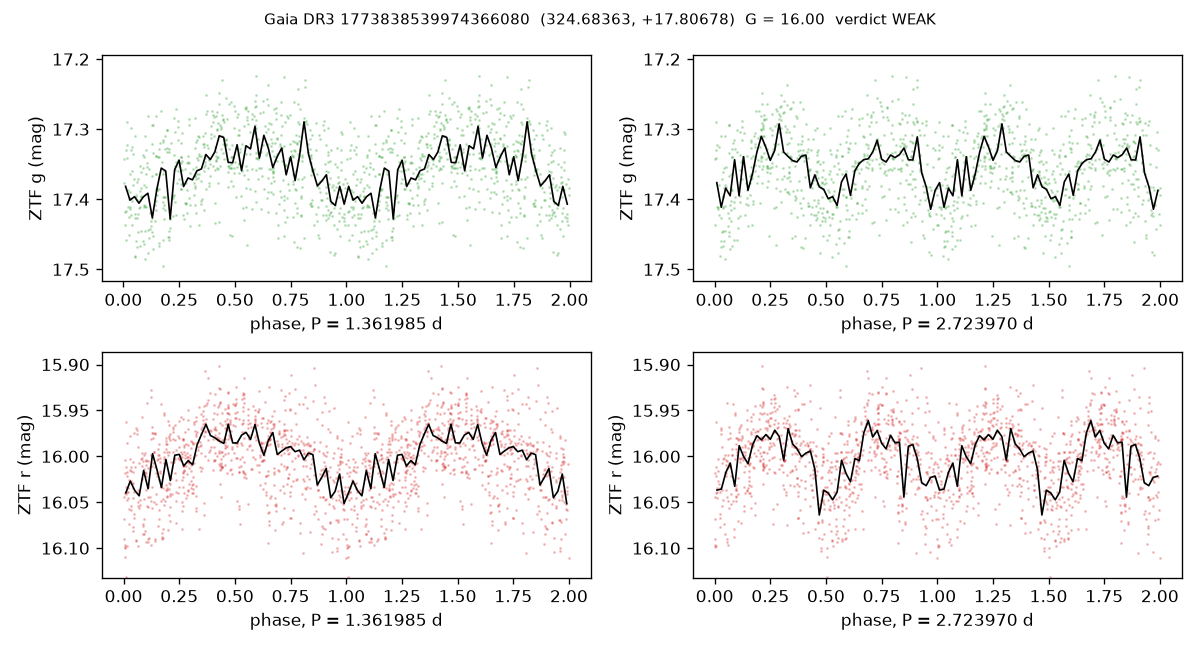 Gaia DR3 1773838539974366080 (324.68363, +17.80678) G = 16.00 verdict WEAK
17.2
17.3
17.4
17.5
ZTF g (mag)
0.00 0.25 0.50 0.75 1.00 1.25 1.50 1.75 2.00
phase, P = 1.361985 d
17.2
17.3
17.4
17.5
ZTF g (mag)
0.00 0.25 0.50 0.75 1.00 1.25 1.50 1.75 2.00
phase, P = 2.723970 d
15.90
15.95
16.00
16.05
16.10
ZTF r (mag)
0.00 0.25 0.50 0.75 1.00 1.25 1.50 1.75 2.00
phase, P = 1.361985 d
15.90
15.95
16.00
16.05
16.10
ZTF r (mag)
0.00 0.25 0.50 0.75 1.00 1.25 1.50 1.75 2.00
phase, P = 2.723970 d